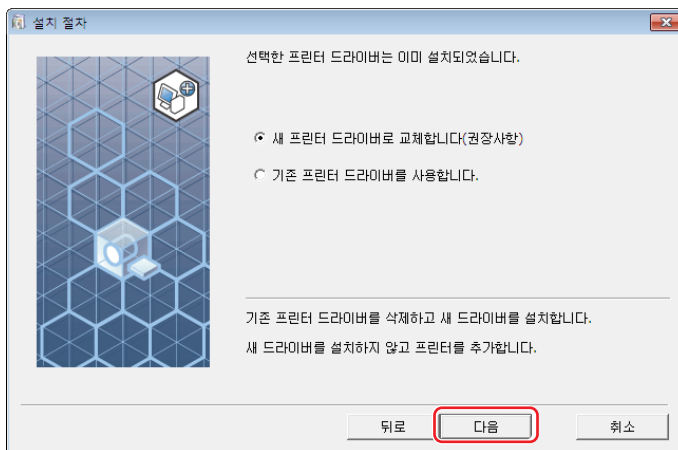 설치 절차
선택한 프린터 드라이버는 이미 설치되었습니다.
새 프린터 드라이버로 교체합니다(권장사항)
기존 프린터 드라이버를 사용합니다.
기존 프린터 드라이버를 삭제하고 새 드라이버를 설치합니다.
새 드라이버를 설치하지 않고 프린터를 추가합니다.
뒤로 다음 취소